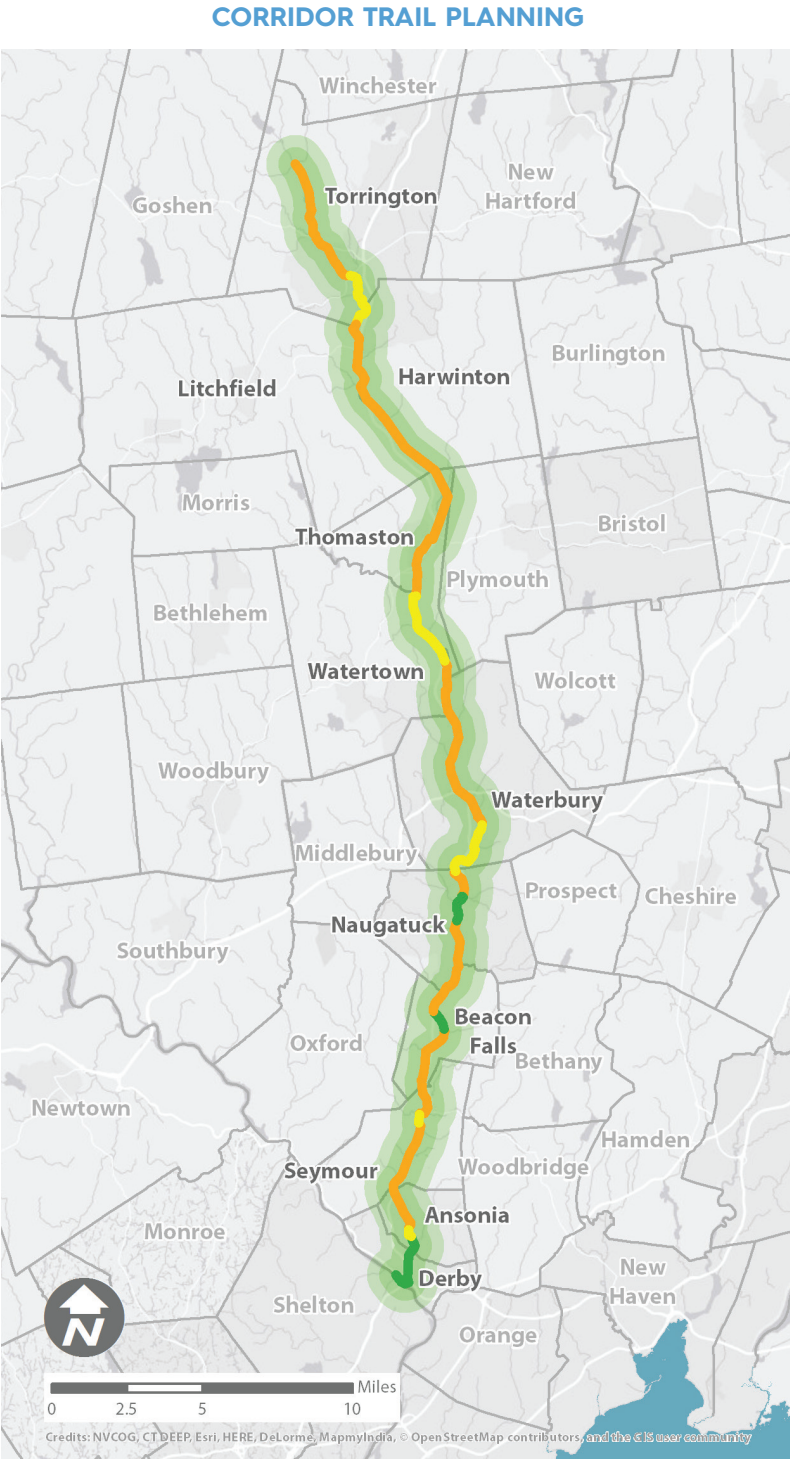 CORRIDOR TRAIL PLANNING
Winchester
Torrington
New
Hartford
Goshen
Burlington
Harwinton
Litchfield
Morris
Bristol
Thomaston
Plymouth
Bethlehem
Watertown
Wolcott
Woodbury
Waterbury
Middlebury
Prospect
Cheshire
Naugatuck
Southbury
Beacon
Falls
Oxford
Bethany
Newtown
Hamden
Seymour
Woodbridge
Ansonia
Monroe
New
Haven
Derby
Shelton
Orange
N
Miles
0 2.5 5 10
Credits: NVCOG, CT DEEP, Esri, HERE, DeLorme, MapmyIndia, © OpenStreetMap contributors, and the GIS user community